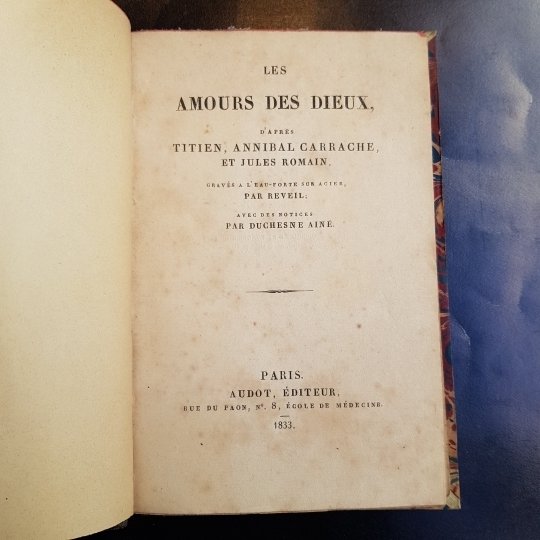 LES
AMOURS DES DIEUX,
D'APRÈS
TITIEN, ANNIBAL CARRACHE,
ET JULES ROMAIN,
GRAVÉS A L'EAU-FORTE SUR ACIER,
PAR REVEIL;
AVEC DES NOTICES
PAR DUCHESNE AINÉ.
PARIS.
AUDOT, ÉDITEUR,
RUE DU PAON, Nº. 8, ÉCOLE DE MÉDECINE.
1833.